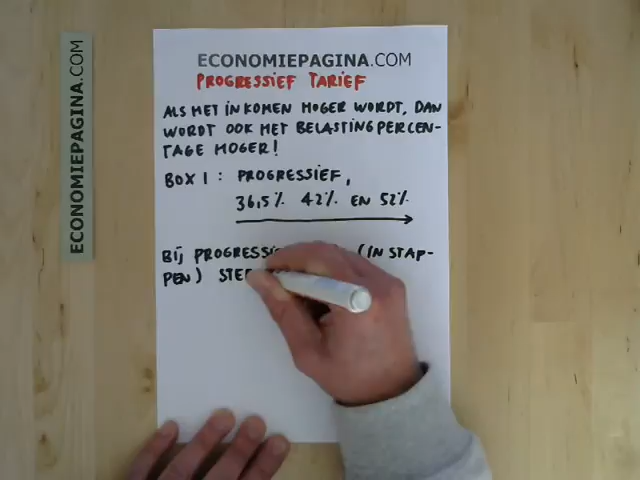 ECONOMIEPAGINA.COM
ECONOMIEPAGINA.COM
PROGRESSIEF TARIEF
ALS HET INKOMEN HOGER WORDT, DAN
WORDT OOK HET BELASTINGPERCEN-
TAGE HOGER!
BOX 1 : PROGRESSIEF,
36,5% 42% EN 52%
BIJ (IN STAP-
PEN)